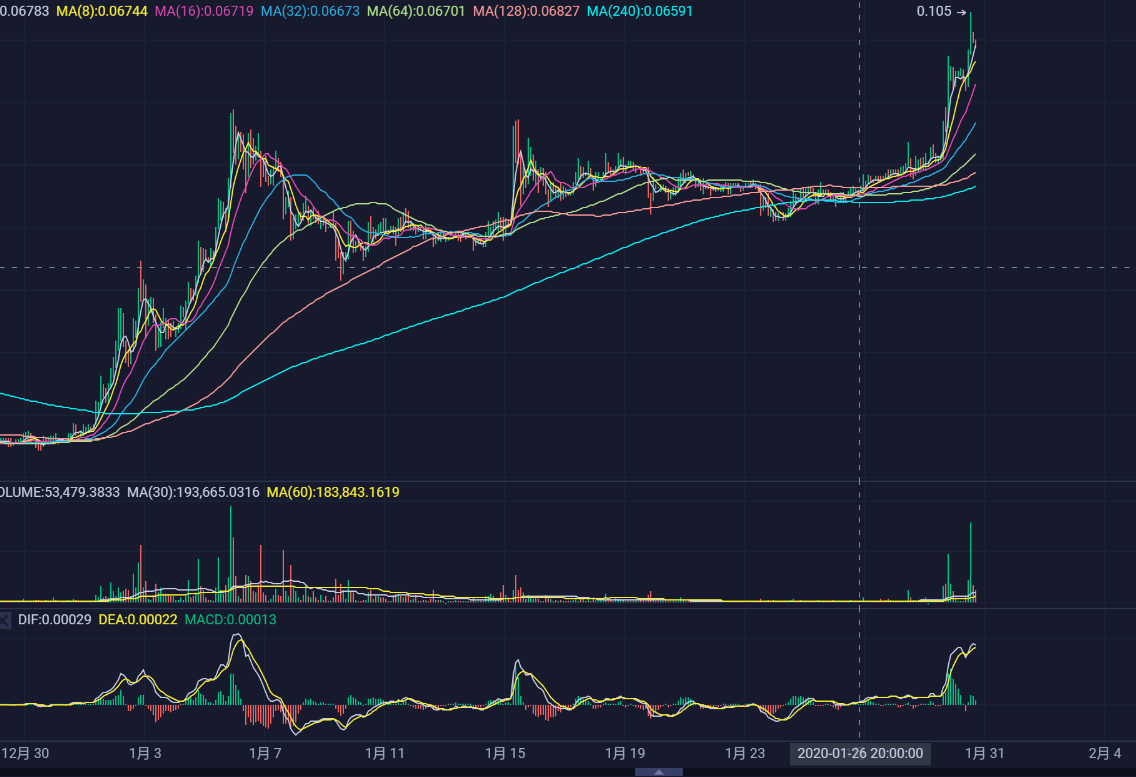 0.06783 MA(8):0.06744 MA(16):0.06719 MA(32):0.06673 MA(64):0.06701 MA(128):0.06827 MA(240):0.06591
0.105→
OLUME:53,479.3833 MA(30):193,665.0316 MA(60):183,843.1619
DIF:0.00029 DEA:0.00022 MACD:0.00013
12月 30 1月 3 1月 7 1月 11 1月 15 1月 19 1月 23 2020-01-26 20:00:00 1月 31 2月 4